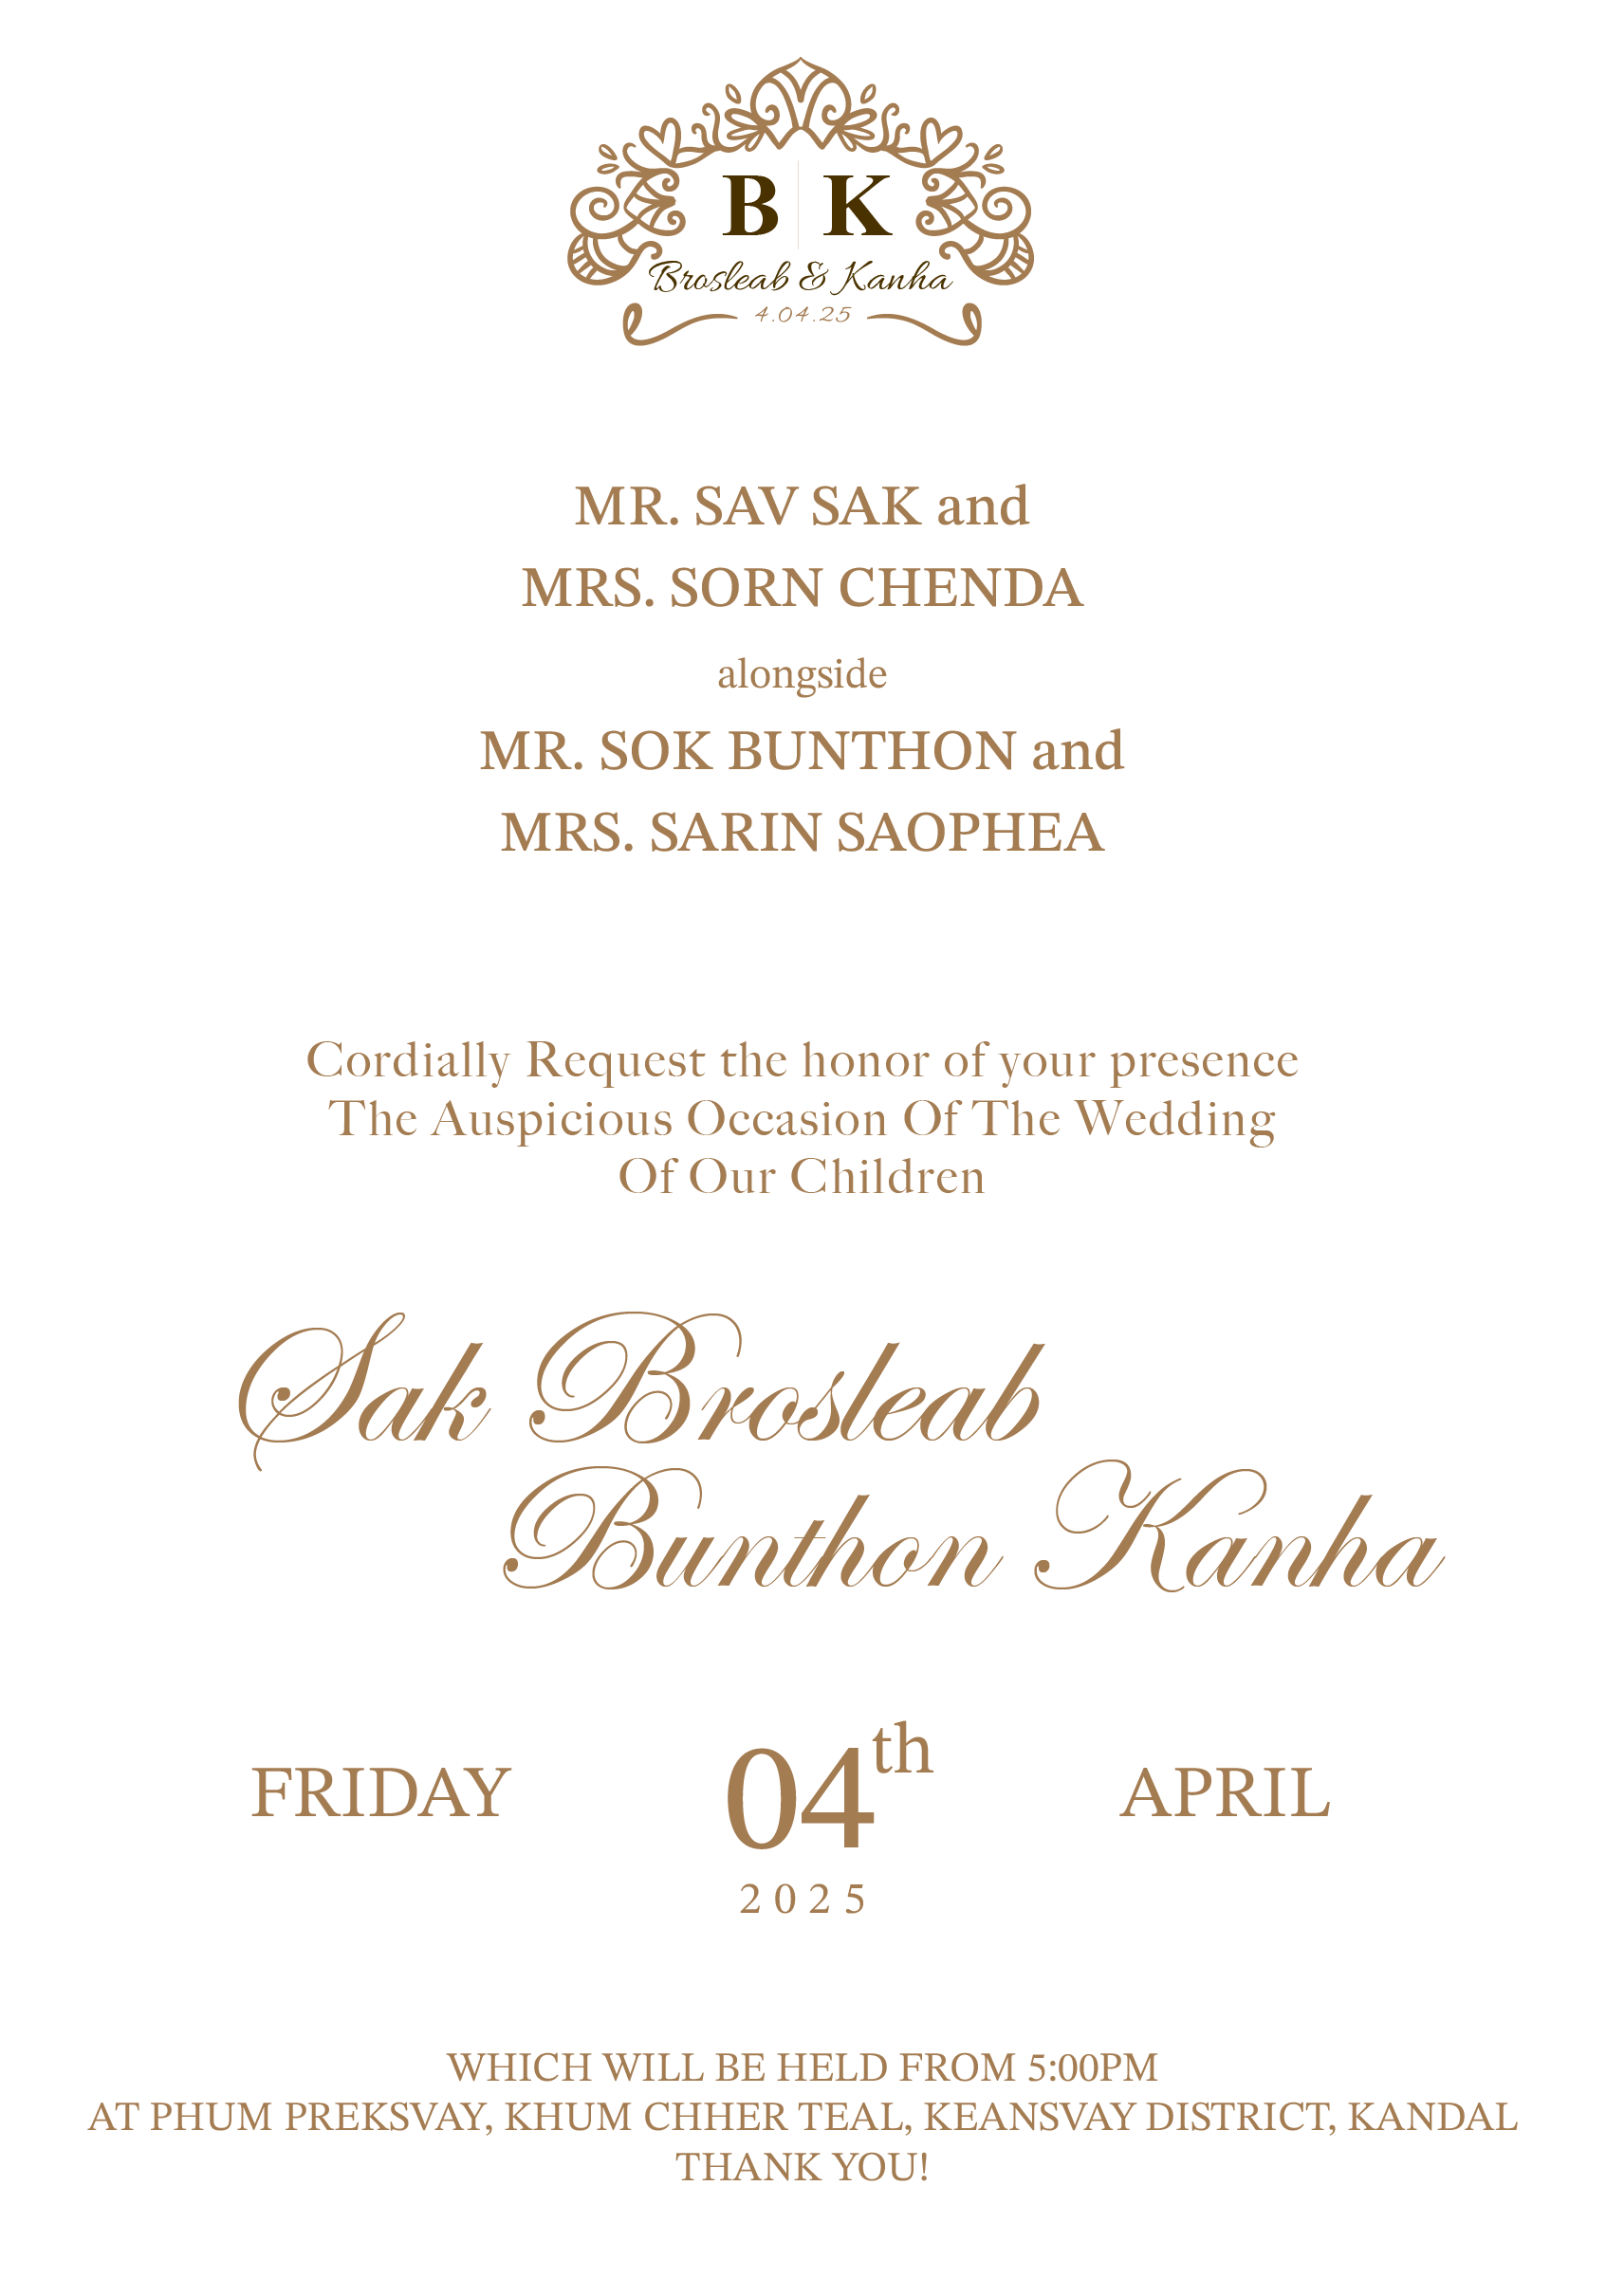 B K
Brosleab & Kanha
4.04.25
MR. SAV SAK and
MRS. SORN CHENDA
alongside
MR. SOK BUNTHON and
MRS. SARIN SAOPHEA
Cordially Request the honor of your presence
The Auspicious Occasion Of The Wedding
Of Our Children
Sak Brosleab
Bunthon Kanha
FRIDAY 04th APRIL
2025
WHICH WILL BE HELD FROM 5:00PM
AT PHUM PREKSVAY, KHUM CHHER TEAL, KEANSVAY DISTRICT, KANDAL
THANK YOU!